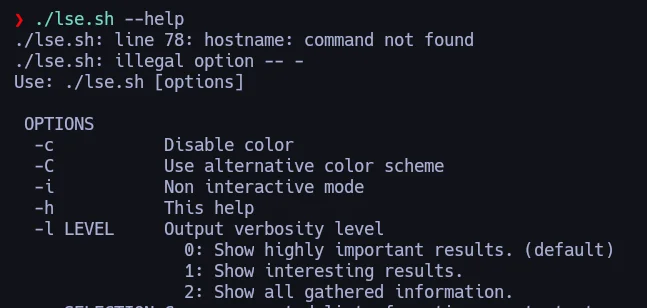 ❯ ./lse.sh --help
./lse.sh: line 78: hostname: command not found
./lse.sh: illegal option -- -
Use: ./lse.sh [options]
OPTIONS
-c Disable color
-C Use alternative color scheme
-i Non interactive mode
-h This help
-l LEVEL Output verbosity level
0: Show highly important results. (default)
1: Show interesting results.
2: Show all gathered information.